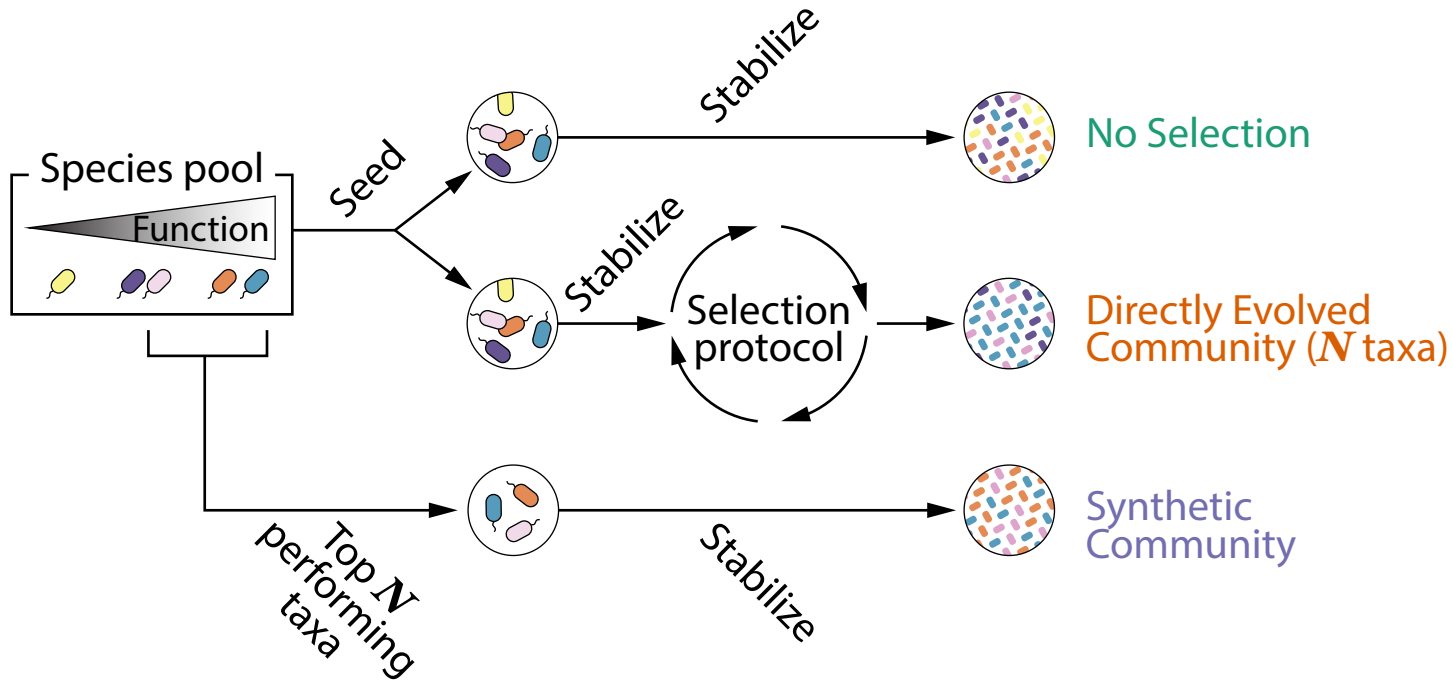 Species pool
Function
Seed
Stabilize
No Selection
Stabilize
Selection
protocol
Directly Evolved
Community (N taxa)
Top N
performing
taxa
Stabilize
Synthetic
Community